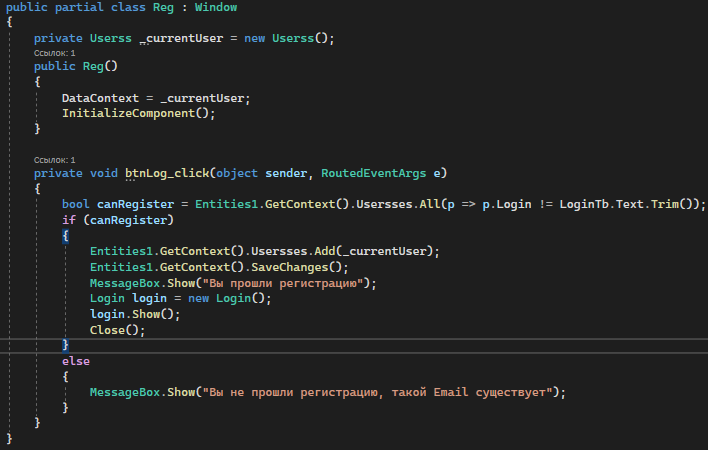 public partial class Reg : Window
{
private Userss _currentUser = new Userss();
Ссылок: 1
public Reg()
{
DataContext = _currentUser;
InitializeComponent();
}
Ссылок: 1
private void btnLog_click(object sender, RoutedEventArgs e)
{
bool canRegister = Entities1.GetContext().Usersses.All(p => p.Login != LoginTb.Text.Trim());
if (canRegister)
{
Entities1.GetContext().Usersses.Add(_currentUser);
Entities1.GetContext().SaveChanges();
MessageBox.Show("Вы прошли регистрацию");
Login login = new Login();
login.Show();
Close();
}
else
{
MessageBox.Show("Вы не прошли регистрацию, такой Email существует");
}
}
}